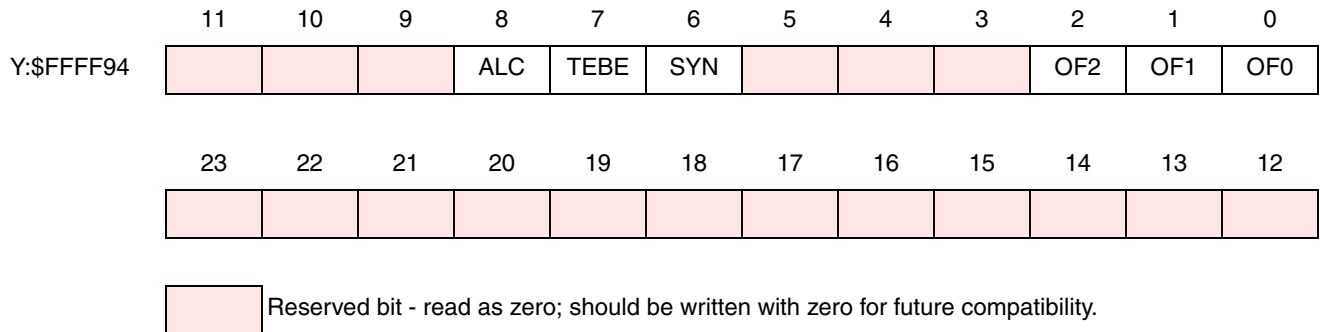 11 10 9 8 7 6 5 4 3 2 1 0
Y:$FFFF94 ALC TEBE SYN OF2 OF1 OF0
23 22 21 20 19 18 17 16 15 14 13 12
Reserved bit - read as zero; should be written with zero for future compatibility.